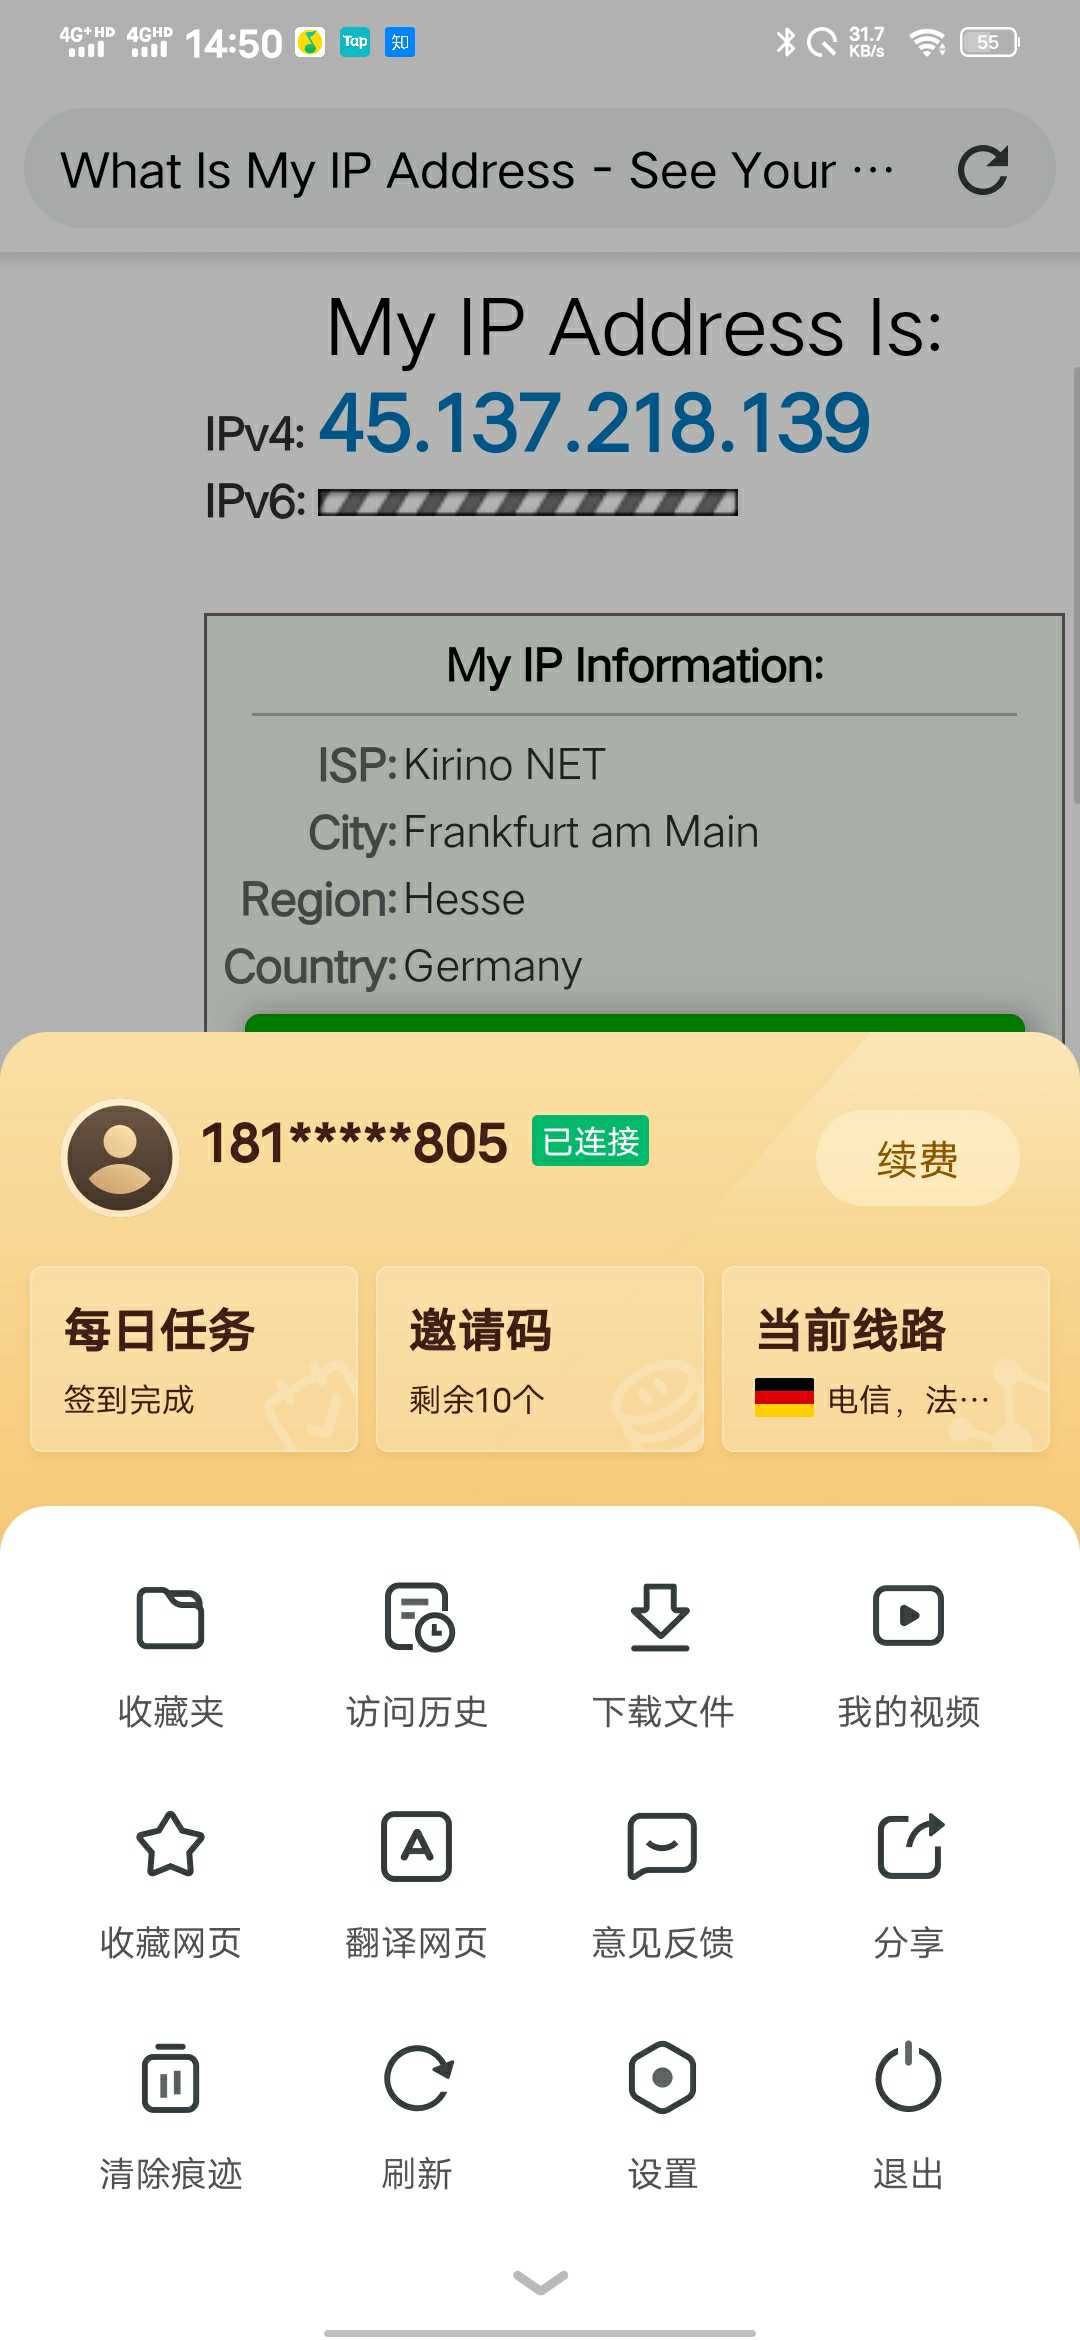 4G+HD 4GHD 14:50 Tap 知 31.7 KB/s 55
What Is My IP Address - See Your ···
My IP Address Is:
IPv4: 45.137.218.139
IPv6:
My IP Information:
ISP: Kirino NET
City: Frankfurt am Main
Region: Hesse
Country: Germany
181*****805 已连接 续费
每日任务 邀请码 当前线路
签到完成 剩余10个 电信，法···
收藏夹 访问历史 下载文件 我的视频
收藏网页 翻译网页 意见反馈 分享
清除痕迹 刷新 设置 退出